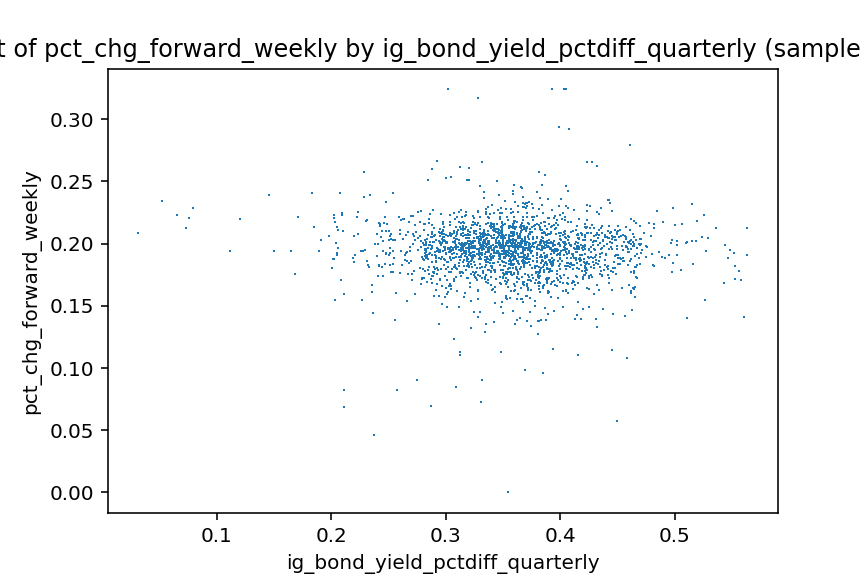 t of pct_chg_forward_weekly by ig_bond_yield_pctdiff_quarterly (sample
0.30
0.25
0.20
0.15
0.10
0.05
0.00
pct_chg_forward_weekly
0.1 0.2 0.3 0.4 0.5
ig_bond_yield_pctdiff_quarterly